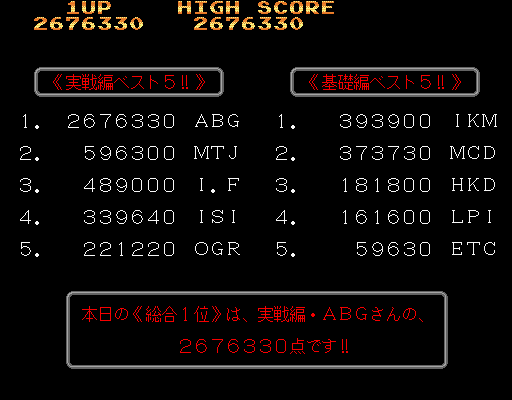 1UP HIGH SCORE
2676330 2676330
《実戦編ベスト5!!》 《基礎編ベスト5!!》
1. 2676330 ABG 1. 393900 IKM
2. 596300 MTJ 2. 373730 MCD
3. 489000 I.F 3. 181800 HKD
4. 339640 ISI 4. 161600 LPI
5. 221220 OGR 5. 59630 ETC
本日の《総合1位》は、実戦編・ABGさんの、
2676330点です!!